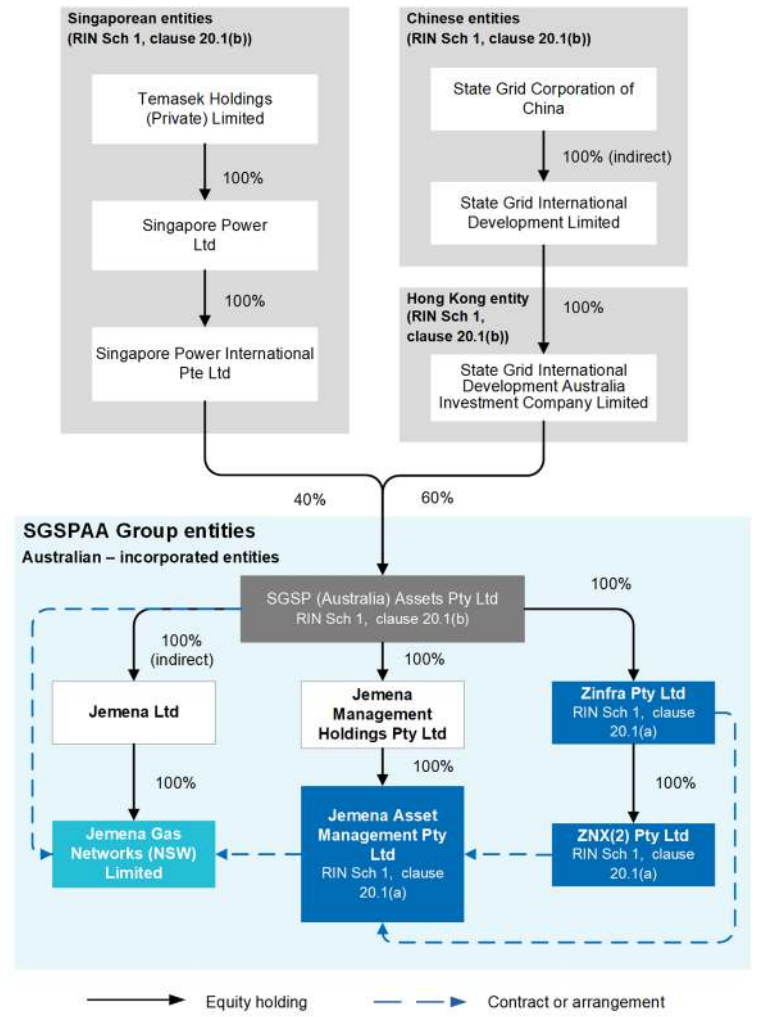 Singaporean entities
(RIN Sch 1, clause 20.1(b))
Temasek Holdings
(Private) Limited
100%
Singapore Power
Ltd
100%
Singapore Power International
Pte Ltd
Chinese entities
(RIN Sch 1, clause 20.1(b))
State Grid Corporation of
China
100% (indirect)
State Grid International
Development Limited
Hong Kong entity
(RIN Sch 1,
clause 20.1(b))
100%
State Grid International
Development Australia
Investment Company Limited
40%
60%
SGSPAA Group entities
Australian – incorporated entities
SGSP (Australia) Assets Pty Ltd
RIN Sch 1, clause 20.1(b)
100%
100%
(indirect)
100%
Jemena Ltd
Jemena
Management
Holdings Pty Ltd
Zinfra Pty Ltd
RIN Sch 1, clause
20.1(a)
100%
100%
100%
Jemena Gas
Networks (NSW)
Limited
Jemena Asset
Management Pty
Ltd
RIN Sch 1, clause
20.1(a)
ZNX(2) Pty Ltd
RIN Sch 1, clause
20.1(a)
Equity holding
Contract or arrangement